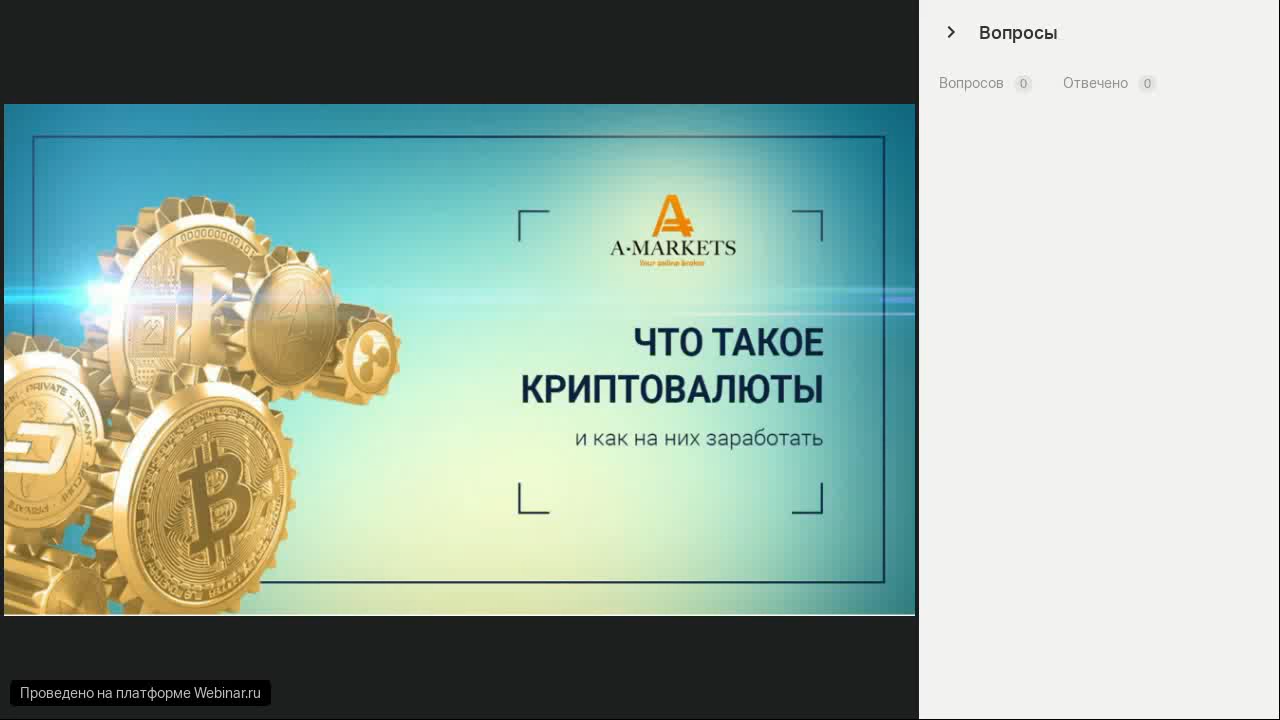 Вопросы
Вопросов 0 Отвечено 0
A·MARKETS
Your online broker
ЧТО ТАКОЕ
КРИПТОВАЛЮТЫ
и как на них заработать
Проведено на платформе Webinar.ru